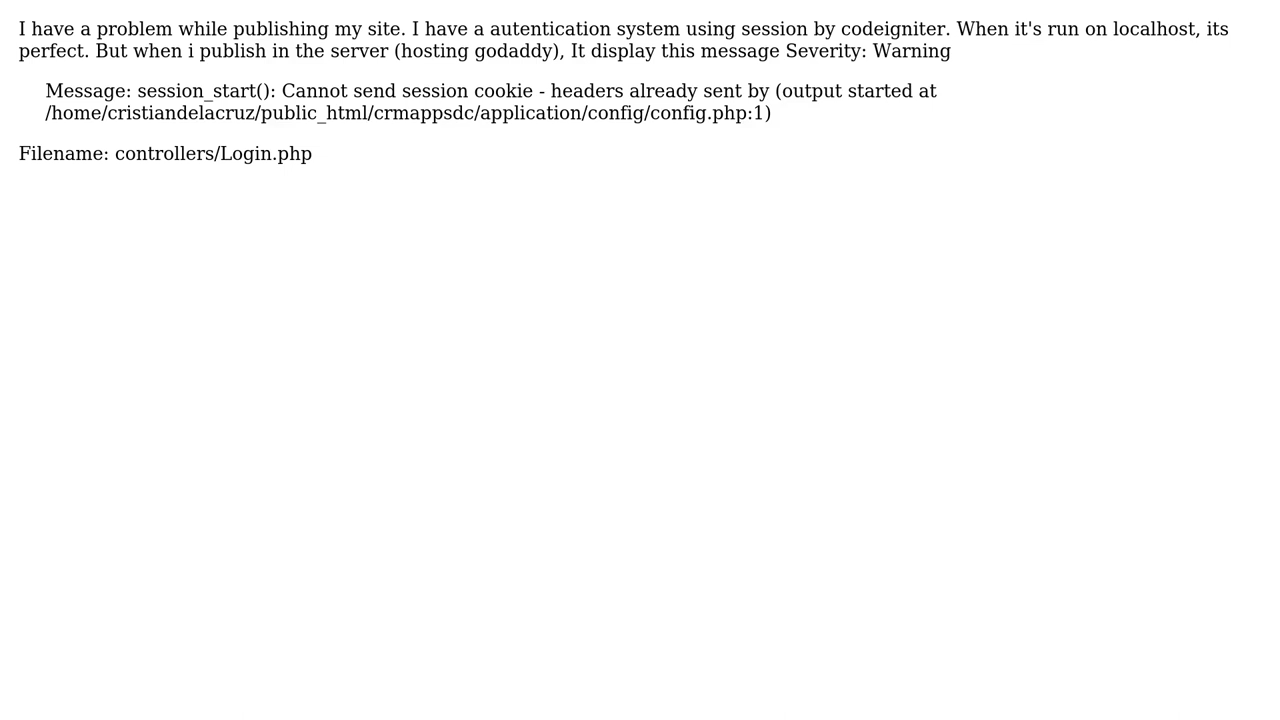 I have a problem while publishing my site. I have a autentication system using session by codeigniter. When it's run on localhost, its
perfect. But when i publish in the server (hosting godaddy), It display this message Severity: Warning
Message: session_start(): Cannot send session cookie - headers already sent by (output started at
/home/cristiandelacruz/public_html/crmappsdc/application/config/config.php:1)
Filename: controllers/Login.php